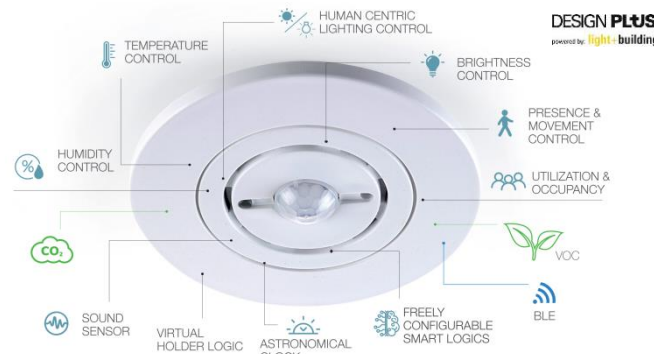 HUMAN CENTRIC
LIGHTING CONTROL
DESIGN PLUS
powered by: light+building
TEMPERATURE
CONTROL
BRIGHTNESS
CONTROL
PRESENCE &
MOVEMENT
CONTROL
%
HUMIDITY
CONTROL
UTILIZATION &
OCCUPANCY
CO₂
VOC
BLE
SOUND
SENSOR
VIRTUAL
HOLDER LOGIC
ASTRONOMICAL
CLOCK
FREELY
CONFIGURABLE
SMART LOGICS